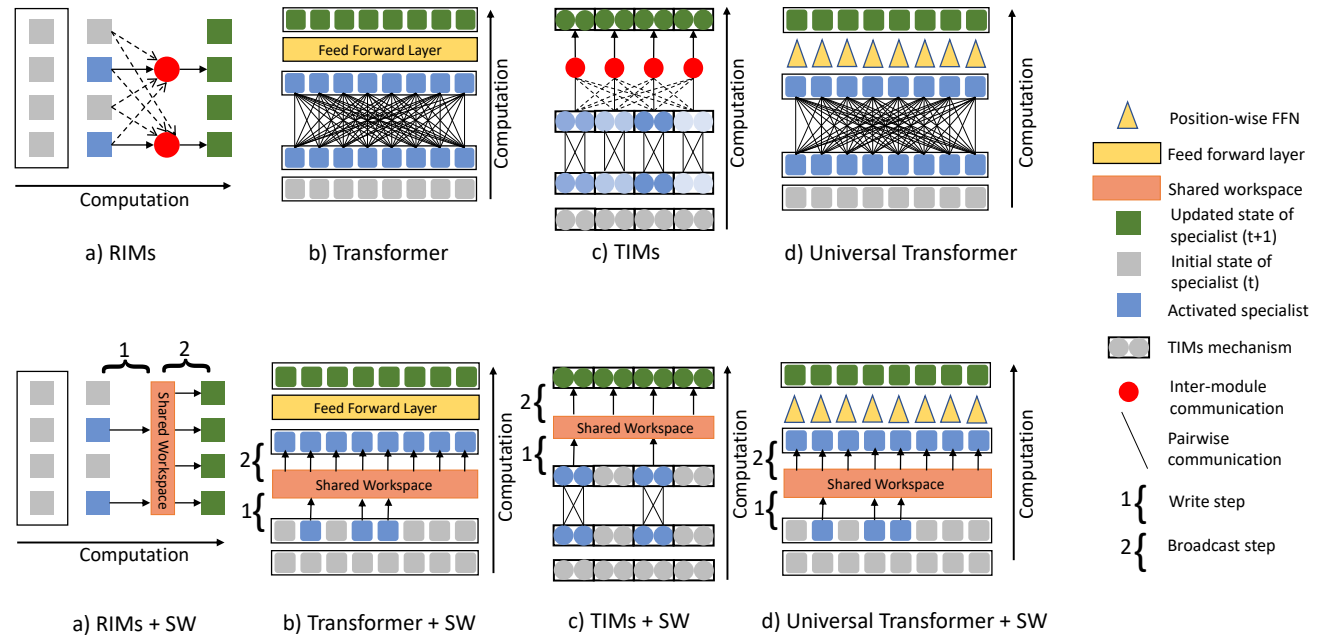 Computation
a) RIMs
Feed Forward Layer
Computation
b) Transformer
Computation
c) TIMs
Computation
d) Universal Transformer
Position-wise FFN
Feed forward layer
Shared workspace
Updated state of
specialist (t+1)
Initial state of
specialist (t)
Activated specialist
TIMs mechanism
Inter-module
communication
Pairwise
communication
1 Write step
2 Broadcast step
1 2
Shared Workspace
Computation
a) RIMs + SW
Feed Forward Layer
2
Shared Workspace
1
Computation
b) Transformer + SW
2
Shared Workspace
1
Computation
c) TIMs + SW
2
Shared Workspace
1
Computation
d) Universal Transformer + SW